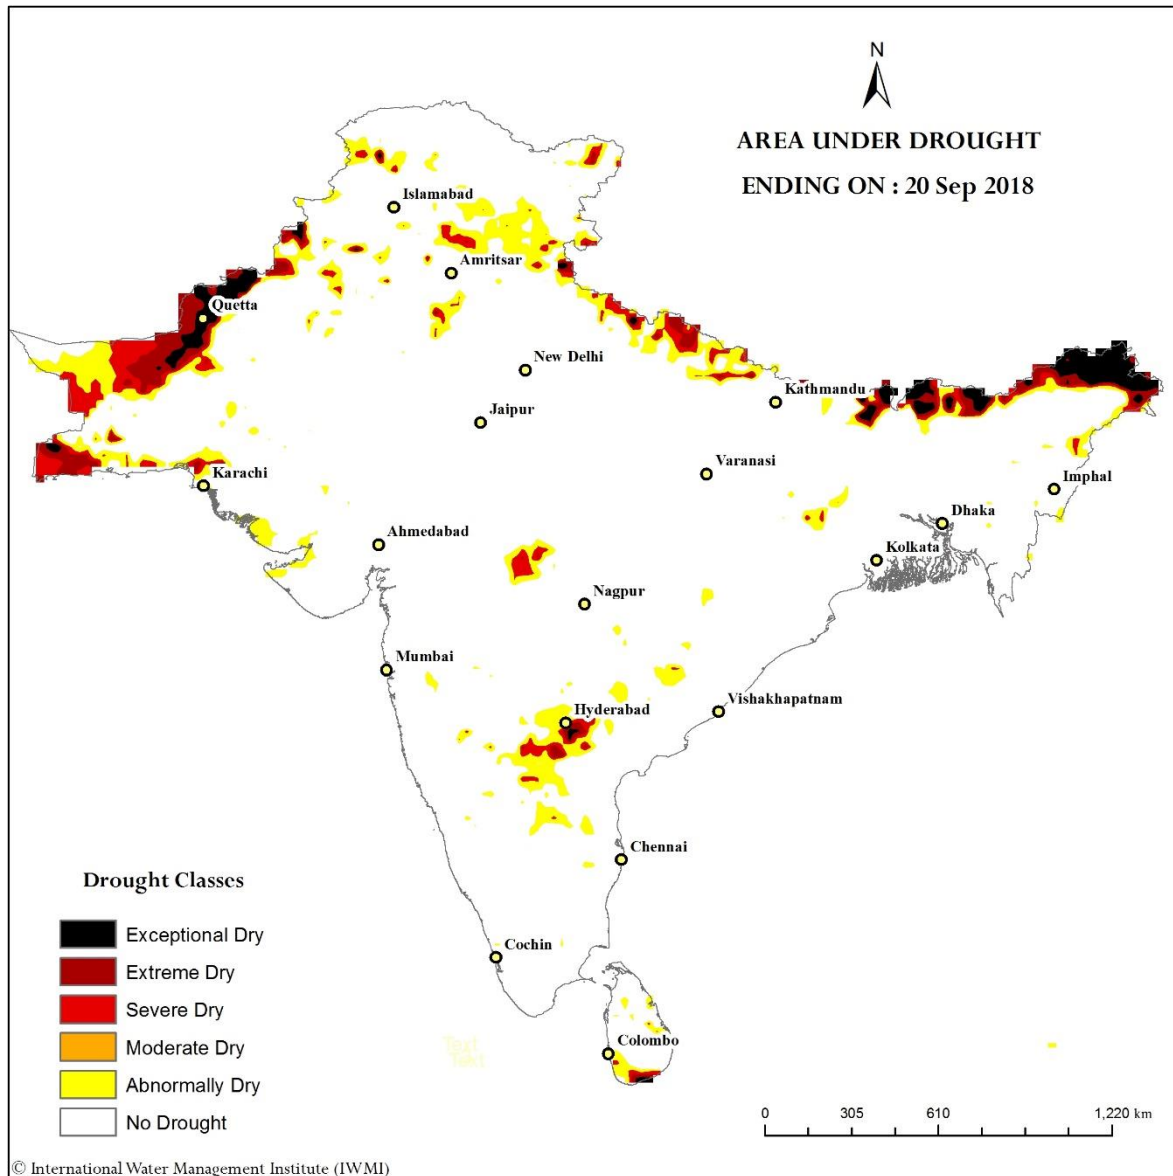 N
AREA UNDER DROUGHT
ENDING ON : 20 Sep 2018
Islamabad
Amritsar
Quetta
New Delhi
Kathmandu
Jaipur
Varanasi
Karachi
Imphal
Dhaka
Ahmedabad
Kolkata
Nagpur
Mumbai
Hyderabad
Vishakhapatnam
Chennai
Cochin
Colombo
Text
Text
Drought Classes
Exceptional Dry
Extreme Dry
Severe Dry
Moderate Dry
Abnormally Dry
No Drought
0 305 610 1,220 km
© International Water Management Institute (IWMI)